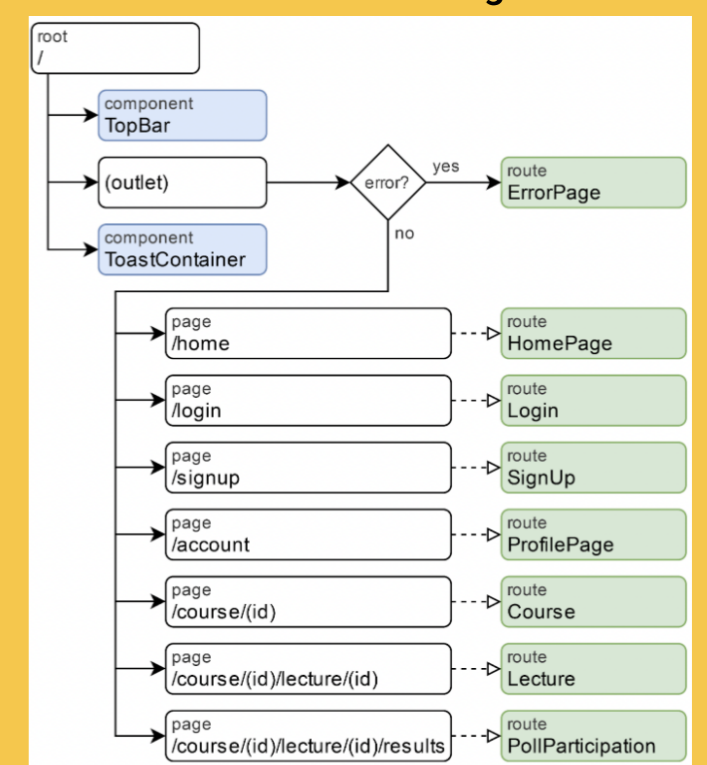 root
/
component
TopBar
(outlet)
error?
yes
route
ErrorPage
no
component
ToastContainer
page
/home
route
HomePage
page
/login
route
Login
page
/signup
route
SignUp
page
/account
route
ProfilePage
page
/course/(id)
route
Course
page
/course/(id)/lecture/(id)
route
Lecture
page
/course/(id)/lecture/(id)/results
route
PollParticipation